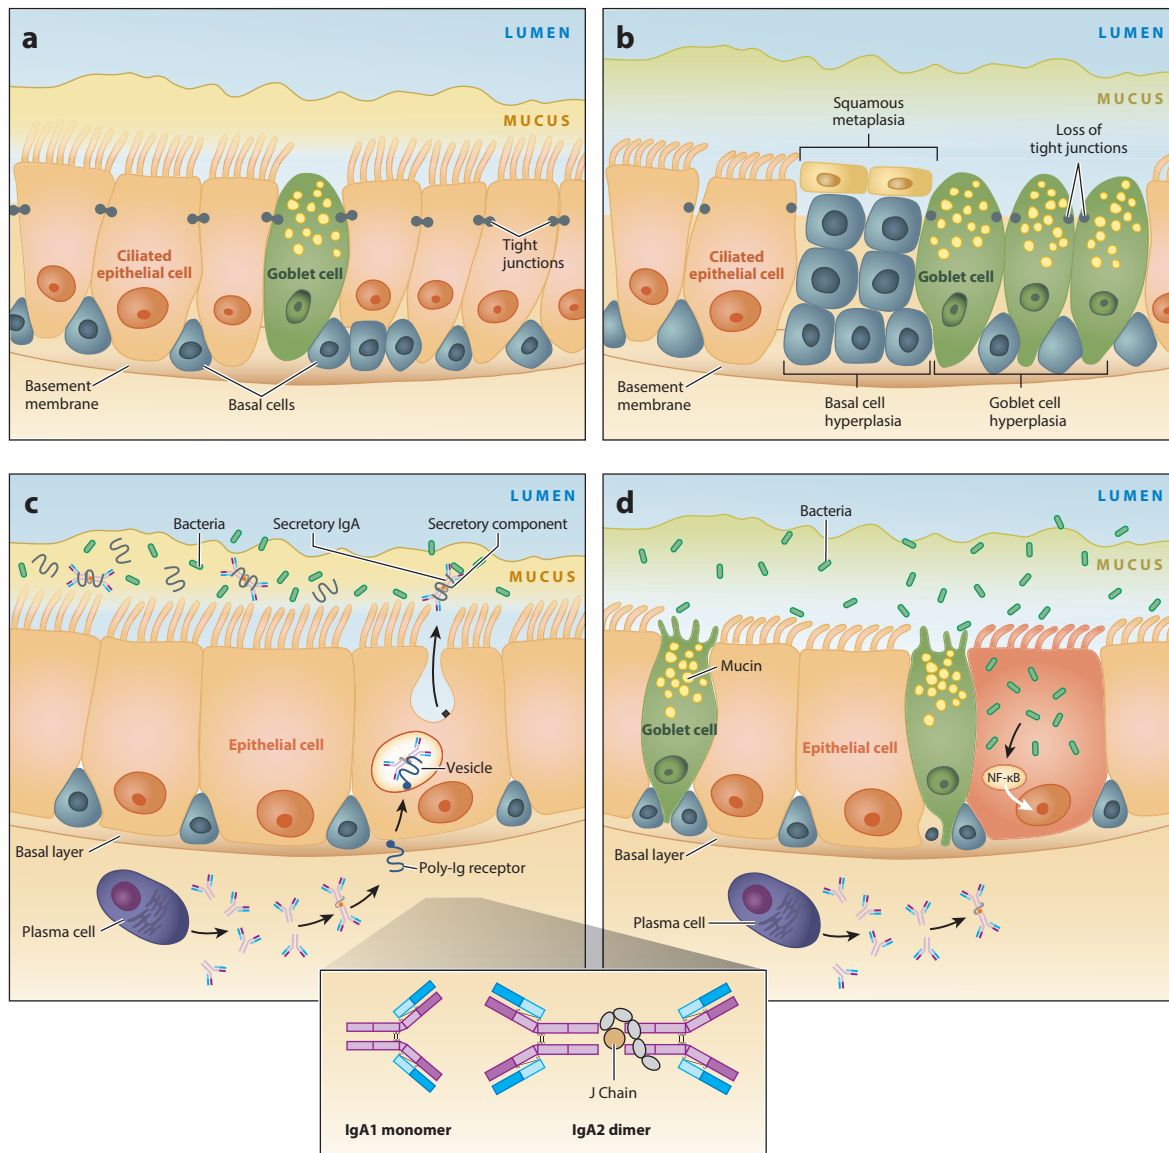 a
LUMEN
MUCUS
Ciliated
epithelial cell
Goblet cell
Tight
junctions
Basement
membrane
Basal cells
b
LUMEN
MUCUS
Squamous
metaplasia
Loss of
tight junctions
Ciliated
epithelial cell
Goblet cell
Basement
membrane
Basal cell
hyperplasia
Goblet cell
hyperplasia
c
LUMEN
Bacteria
Secretory IgA
Secretory component
MUCUS
Epithelial cell
Vesicle
Basal layer
Poly-Ig receptor
Plasma cell
d
LUMEN
Bacteria
MUCUS
Mucin
Goblet cell
Epithelial cell
NF-κB
Basal layer
Plasma cell
J Chain
IgA1 monomer
IgA2 dimer